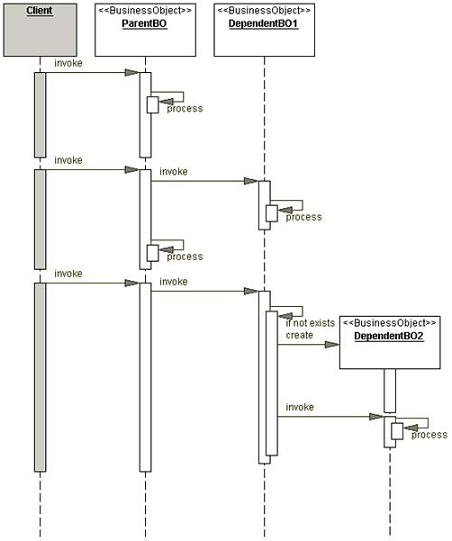 Client
<<BusinessObject>>
ParentBO
<<BusinessObject>>
DependentBO1
invoke
process
invoke
invoke
process
process
invoke
invoke
if not exists
create
<<BusinessObject>>
DependentBO2
invoke
process